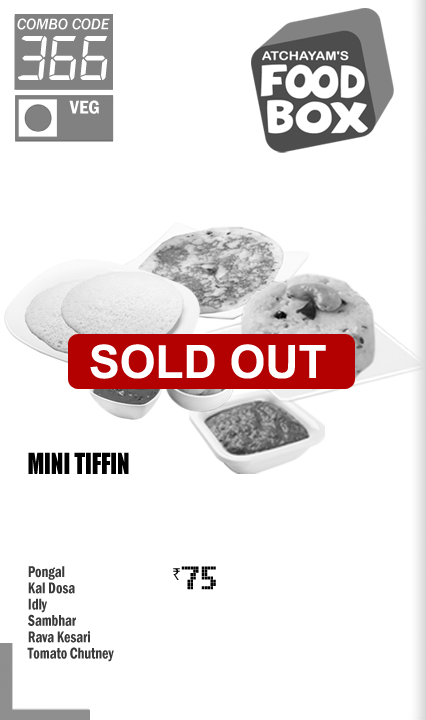 COMBO CODE
366
VEG
ATCHAYAM'S
FOOD
BOX
SOLD OUT
MINI TIFFIN
₹75
Pongal
Kal Dosa
Idly
Sambhar
Rava Kesari
Tomato Chutney